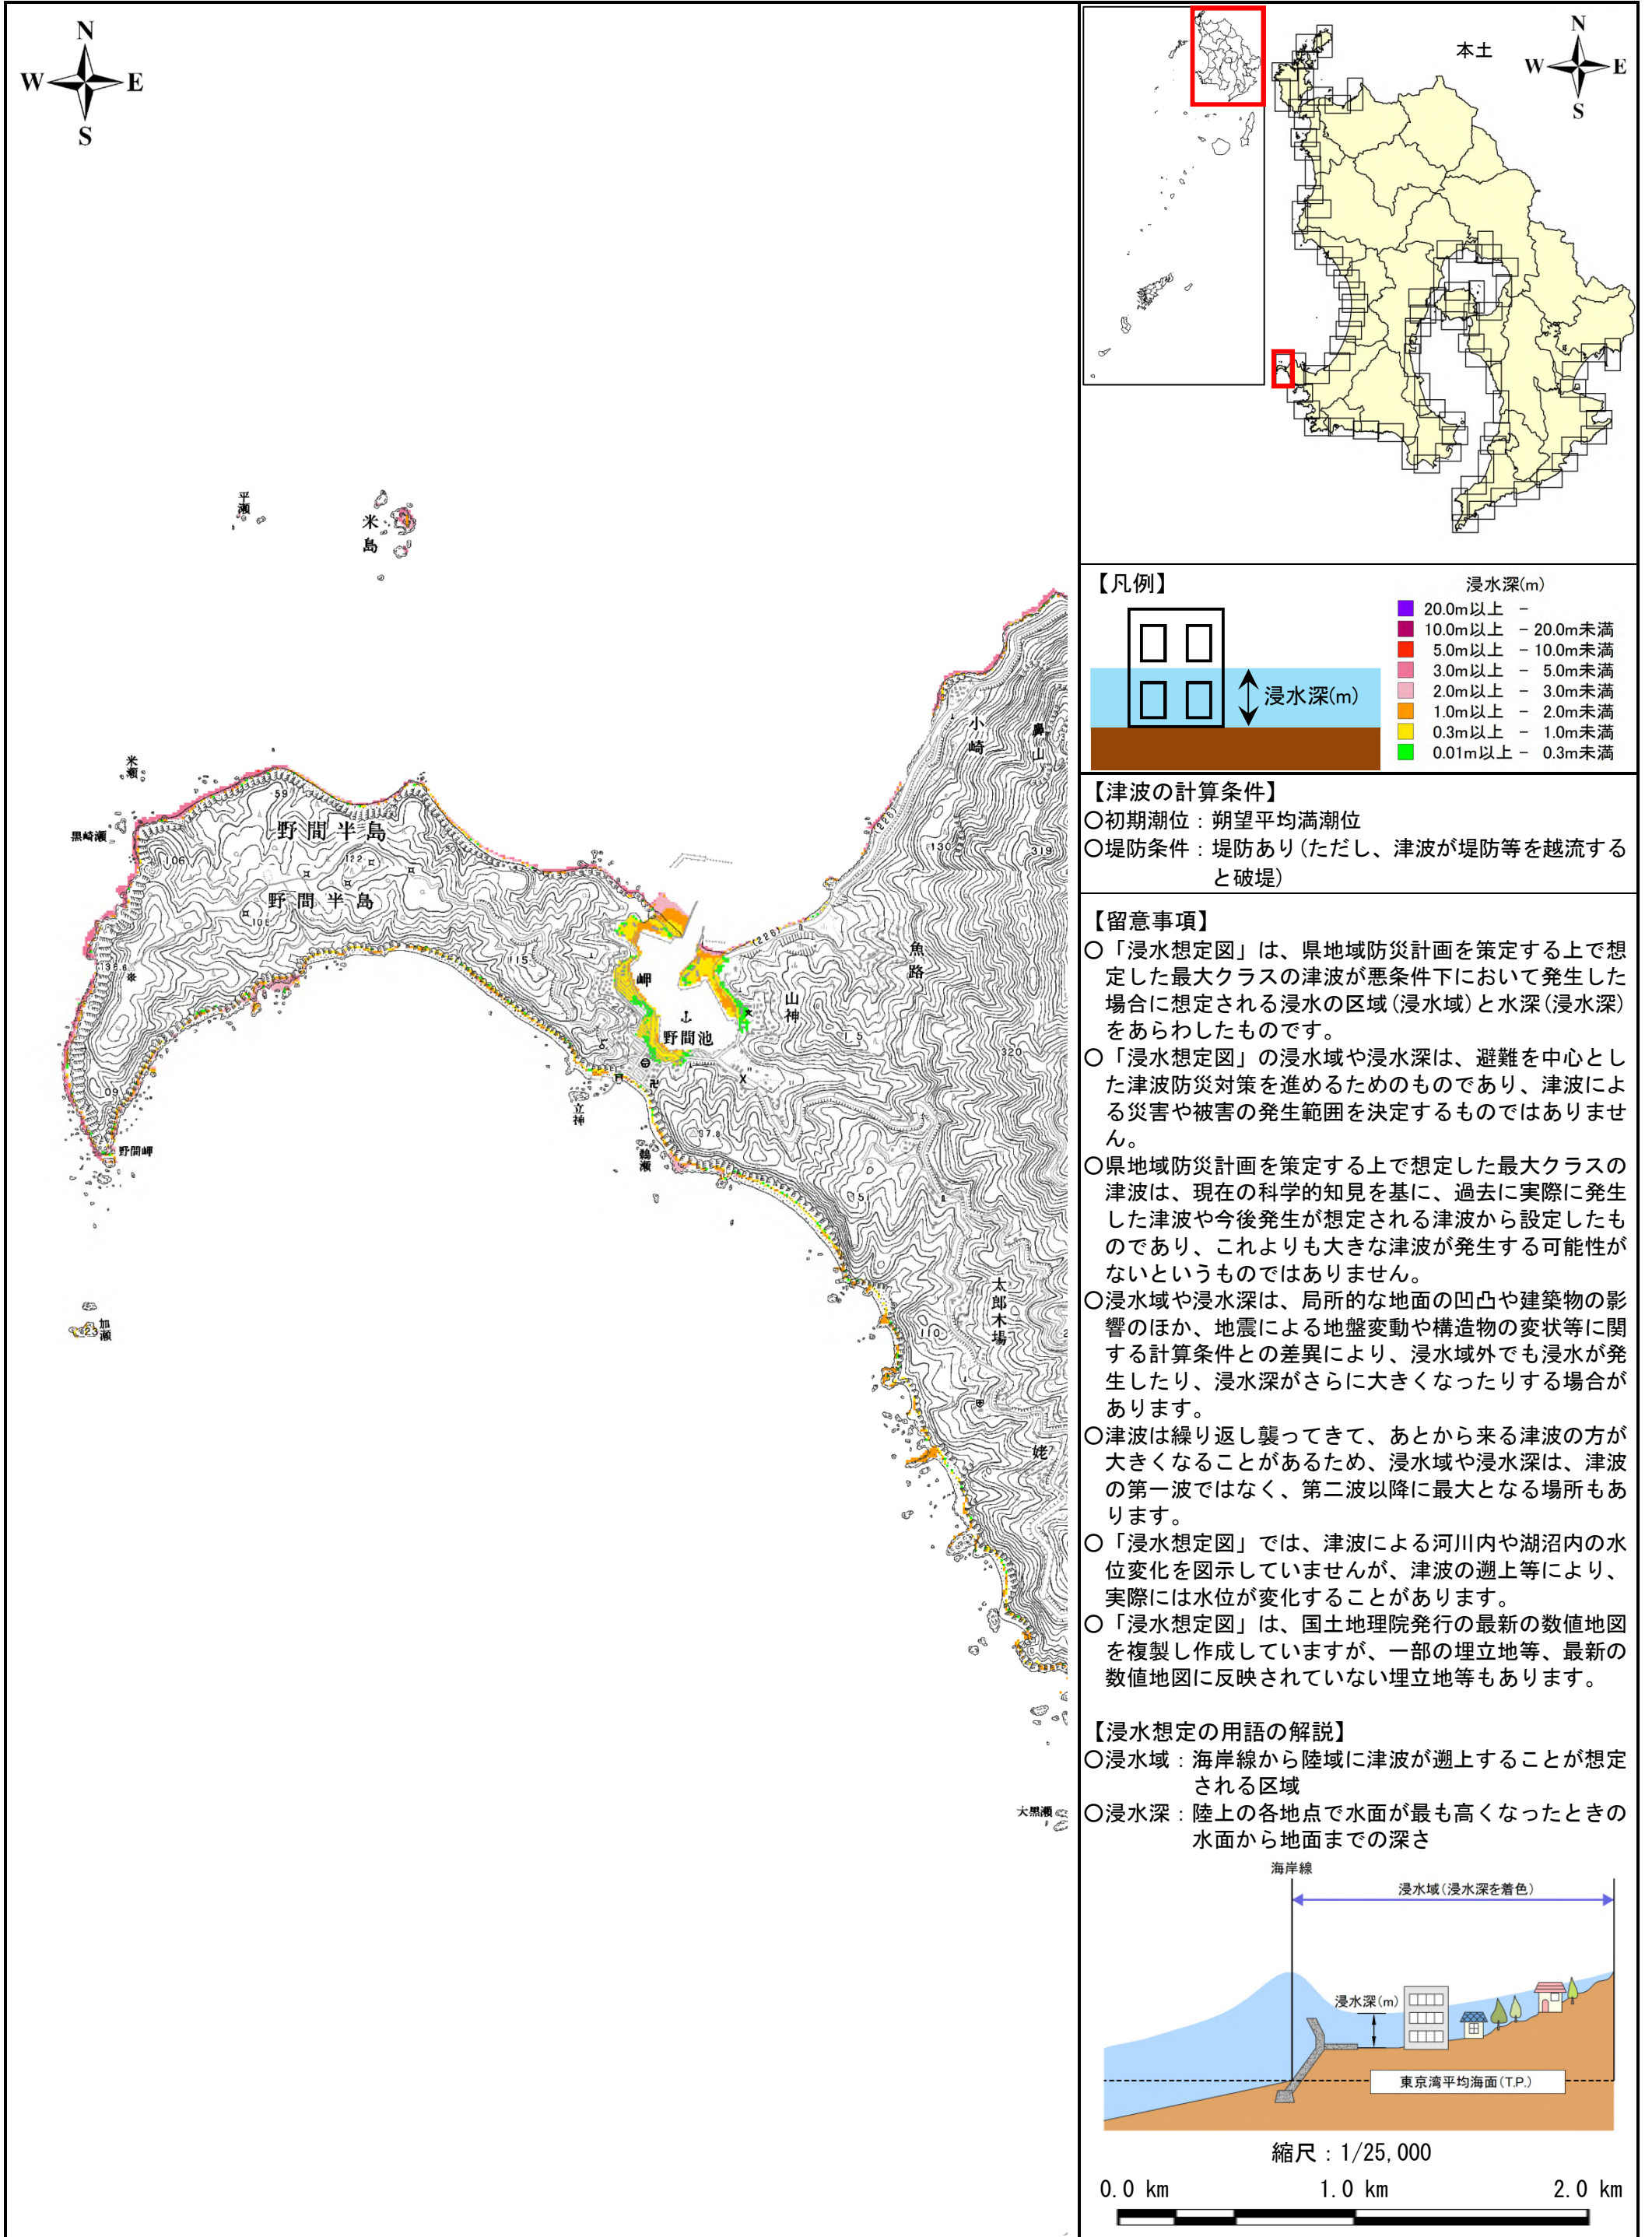 N
W E
S
平瀬
米島
米瀬
黒崎瀬
59
野間半島
106
122
野間半島
108
138.6
115
109
野間岬
加瀬
23
小崎
226
130
319
(226)
魚路
岬
山神
野間池
320
立神
鵜瀬
97.8
太郎木場
110
姥
大黒瀬
本土
N
W E
S
【凡例】
浸水深(m)
浸水深(m)
20.0m以上 -
10.0m以上 - 20.0m未満
5.0m以上 - 10.0m未満
3.0m以上 - 5.0m未満
2.0m以上 - 3.0m未満
1.0m以上 - 2.0m未満
0.3m以上 - 1.0m未満
0.01m以上 - 0.3m未満
【津波の計算条件】
○初期潮位：朔望平均満潮位
○堤防条件：堤防あり(ただし、津波が堤防等を越流する
と破堤)
【留意事項】
○「浸水想定図」は、県地域防災計画を策定する上で想
定した最大クラスの津波が悪条件下において発生した
場合に想定される浸水の区域(浸水域)と水深(浸水深)
をあらわしたものです。
○「浸水想定図」の浸水域や浸水深は、避難を中心とし
た津波防災対策を進めるためのものであり、津波によ
る災害や被害の発生範囲を決定するものではありませ
ん。
○県地域防災計画を策定する上で想定した最大クラスの
津波は、現在の科学的知見を基に、過去に実際に発生
した津波や今後発生が想定される津波から設定したも
のであり、これよりも大きな津波が発生する可能性が
ないというものではありません。
○浸水域や浸水深は、局所的な地面の凹凸や建築物の影
響のほか、地震による地盤変動や構造物の変状等に関
する計算条件との差異により、浸水域外でも浸水が発
生したり、浸水深がさらに大きくなったりする場合が
あります。
○津波は繰り返し襲ってきて、あとから来る津波の方が
大きくなることがあるため、浸水域や浸水深は、津波
の第一波ではなく、第二波以降に最大となる場所もあ
ります。
○「浸水想定図」では、津波による河川内や湖沼内の水
位変化を図示していませんが、津波の遡上等により、
実際には水位が変化することがあります。
○「浸水想定図」は、国土地理院発行の最新の数値地図
を複製し作成していますが、一部の埋立地等、最新の
数値地図に反映されていない埋立地等もあります。
【浸水想定の用語の解説】
○浸水域：海岸線から陸域に津波が遡上することが想定
される区域
○浸水深：陸上の各地点で水面が最も高くなったときの
水面から地面までの深さ
海岸線
浸水域(浸水深を着色)
浸水深(m)
東京湾平均海面(T.P.)
縮尺：1/25,000
0.0 km 1.0 km 2.0 km